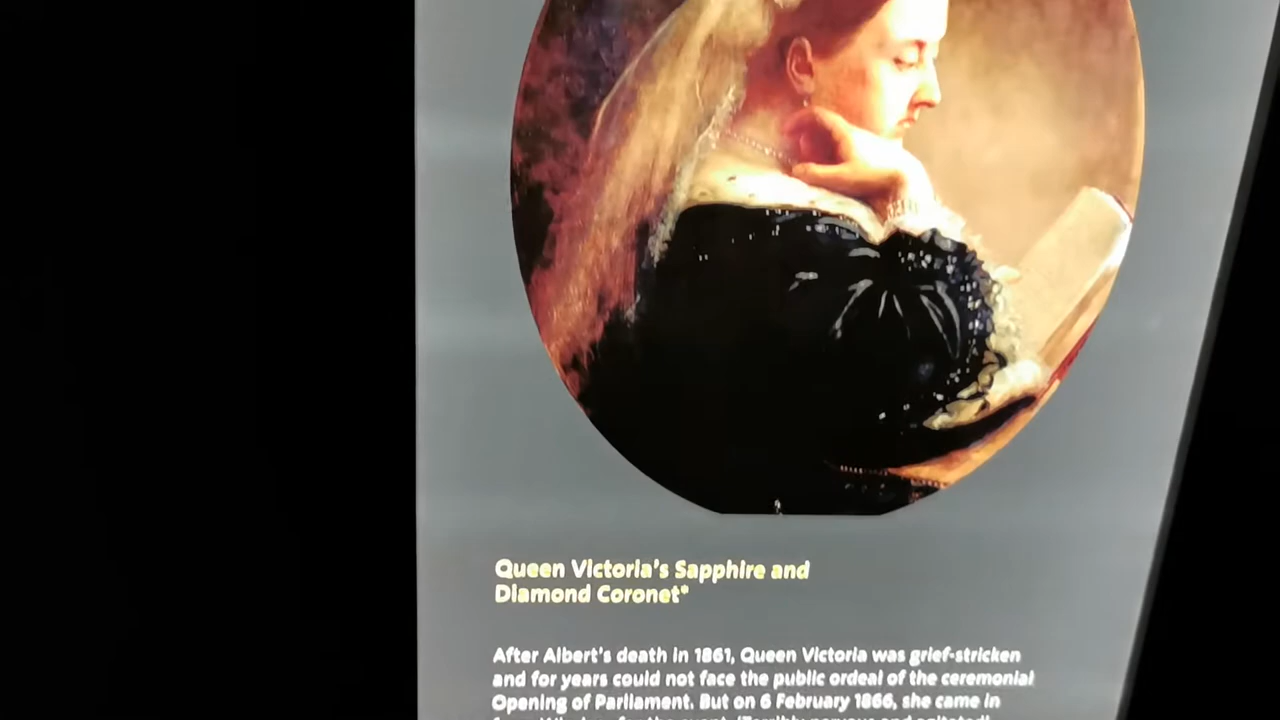 Queen Victoria's Sapphire and
Diamond Coronet*
After Albert's death in 1861, Queen Victoria was grief-stricken
and for years could not face the public ordeal of the ceremonial
Opening of Parliament. But on 6 February 1866, she came in